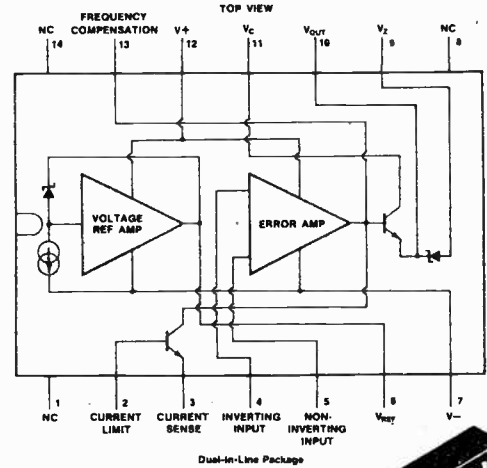 TOP VIEW
FREQUENCY
NC COMPENSATION V+ VC VOUT VZ NC
14 13 12 11 10 9 8
VOLTAGE
REF AMP
ERROR AMP
1 2 3 4 5 6 7
NC CURRENT CURRENT INVERTING NON- VREF V−
LIMIT SENSE INPUT INVERTING
INPUT
Dual-in-Line Package